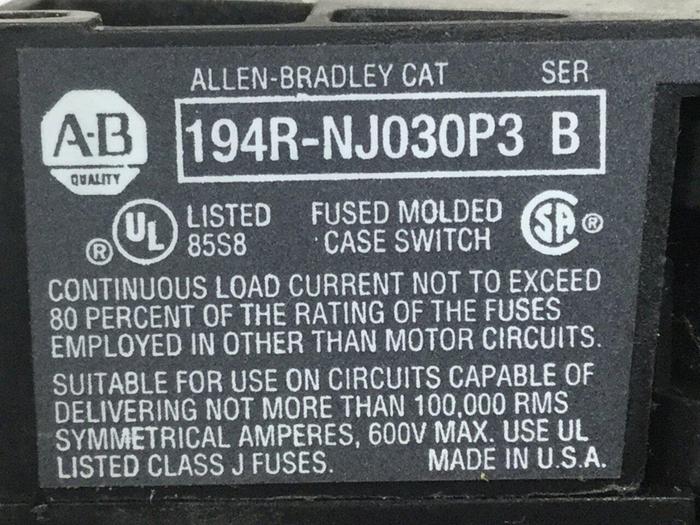 ALLEN-BRADLEY CAT SER
A-B
QUALITY
194R-NJ030P3 B
® UL LISTED FUSED MOLDED SA ®
85S8 CASE SWITCH
CONTINUOUS LOAD CURRENT NOT TO EXCEED
80 PERCENT OF THE RATING OF THE FUSES
EMPLOYED IN OTHER THAN MOTOR CIRCUITS.
SUITABLE FOR USE ON CIRCUITS CAPABLE OF
DELIVERING NOT MORE THAN 100,000 RMS
SYMMETRICAL AMPERES, 600V MAX. USE UL
LISTED CLASS J FUSES. MADE IN U.S.A.